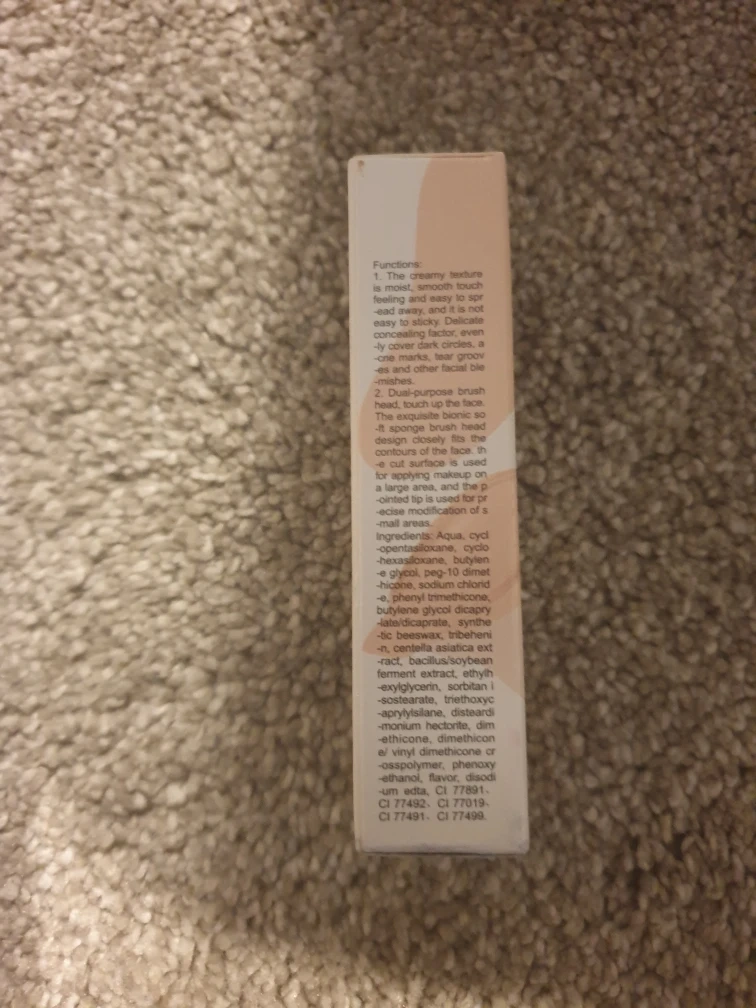 Functions:
1. The creamy texture
is moist, smooth touch
feeling and easy to spr
-ead away, and it is not
easy to sticky. Delicate
concealing factor, even
-ly cover dark circles, a
-cne marks, tear groov
-es and other facial ble
-mishes.
2. Dual-purpose brush
head, touch up the face.
The exquisite bionic so
-ft sponge brush head
design closely fits the
contours of the face. th
-e cut surface is used
for applying makeup on
a large area, and the p
-ointed tip is used for pr
-ecise modification of s
-mall areas.
Ingredients: Aqua, cycl
-opentasiloxane, cyclo
-hexasiloxane, butylen
-e glycol, peg-10 dimet
-hicone, sodium chlorid
-e, phenyl trimethicone,
butylene glycol dicapry
-late/dicaprate, synthe
-tic beeswax, tribeheni
-n, centella asiatica ext
-ract, bacillus/soybean
ferment extract, ethylh
-exylglycerin, sorbitan i
-sostearate, triethoxyc
-aprylylsilane, disteardi
-monium hectorite, dim
-ethicone, dimethicon
e/ vinyl dimethicone cr
-osspolymer, phenoxy
-ethanol, flavor, disodi
-um edta, CI 77891、
CI 77492、CI 77019、
CI 77491、CI 77499.